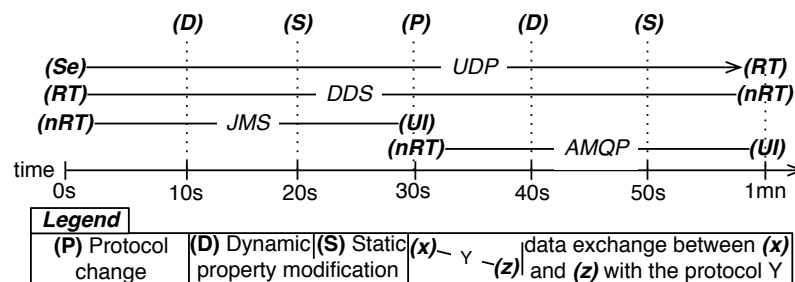 (D) (S) (P) (D) (S)
(Se) UDP (RT)
(RT) DDS (nRT)
(nRT) JMS (UI)
(nRT) AMQP (UI)
time
0s 10s 20s 30s 40s 50s 1mn
Legend
(P) Protocol change
(D) Dynamic (S) Static
property modification
(x) Y (z)
data exchange between (x)
and (z) with the protocol Y